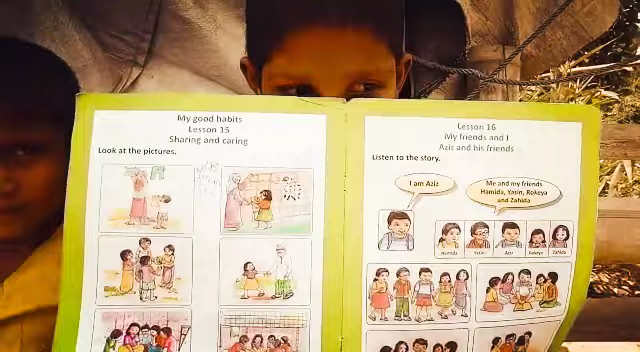 My good habits
Lesson 15
Sharing and caring
Look at the pictures.
Lesson 16
My friends and I
Aziz and his friends
Listen to the story.
I am Aziz
Me and my friends
Hamida, Yasin, Rokeya
and Zahida
Hamida Yasin Aziz Rokeya Zahida